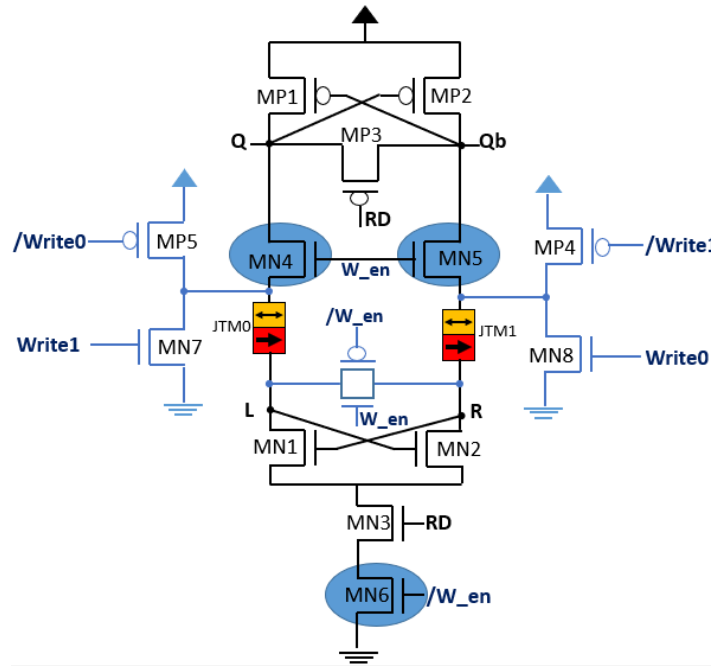 MP1
MP2
Q
MP3
Qb
RD
/Write0
MP5
MN4
W_en
MN5
MP4
/Write1
JTM0
/W_en
JTM1
Write1
MN7
MN8
Write0
L
W_en
R
MN1
MN2
MN3
RD
MN6
/W_en